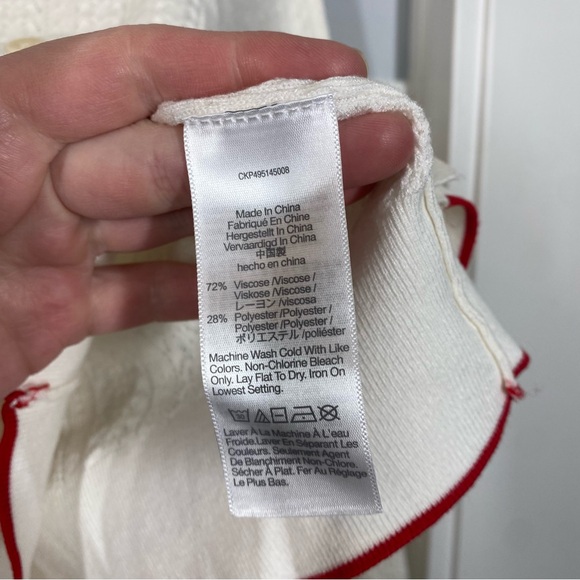 CKP495145008
Made In China
Fabriqué En Chine
Hergestellt In China
Vervaardigd In China
中国製
hecho en china
72% Viscose /Viscose /
Viskose /Viscose /
レーヨン /viscosa
28% Polyester /Polyester /
Polyester /Polyester /
ポリエステル /poliéster
Machine Wash Cold With Like
Colors. Non-Chlorine Bleach
Only. Lay Flat To Dry. Iron On
Lowest Setting.
Laver À La Machine À L'eau
Froide.Laver En Séparant Les
Couleurs. Seulement Agent
De Blanchiment Non-Chlore.
Sécher À Plat. Fer Au Réglage
Le Plus Bas.